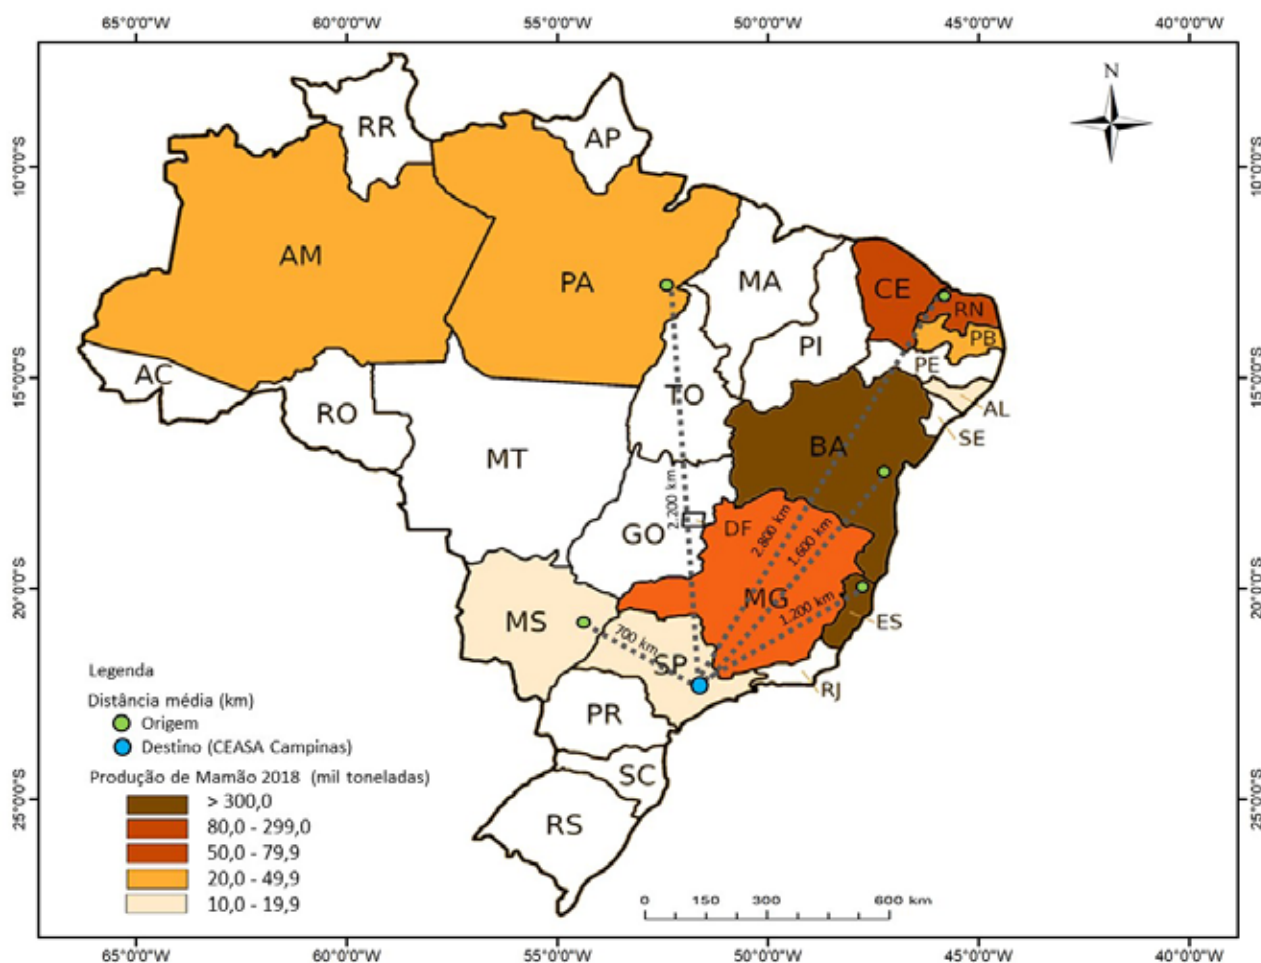 65°0'0"W 60°0'0"W 55°0'0"W 50°0'0"W 45°0'0"W 40°0'0"W
N
RR
AP
10°0'0"S 10°0'0"S
AM
PA
MA
CE
RN
PI
PB
PE
AC
15°0'0"S 15°0'0"S
RO
TO
AL
SE
BA
MT
2.200 km
GO
DF
2.800 km
1.600 km
20°0'0"S 20°0'0"S
MG
1.200 km
ES
MS
700 km
SP
RJ
PR
SC
RS
25°0'0"S 25°0'0"S
Legenda
Distância média (km)
Origem
Destino (CEASA Campinas)
Produção de Mamão 2018 (mil toneladas)
> 300,0
80,0 - 299,0
50,0 - 79,9
20,0 - 49,9
10,0 - 19,9
0 150 300 600 km
65°0'0"W 60°0'0"W 55°0'0"W 50°0'0"W 45°0'0"W 40°0'0"W